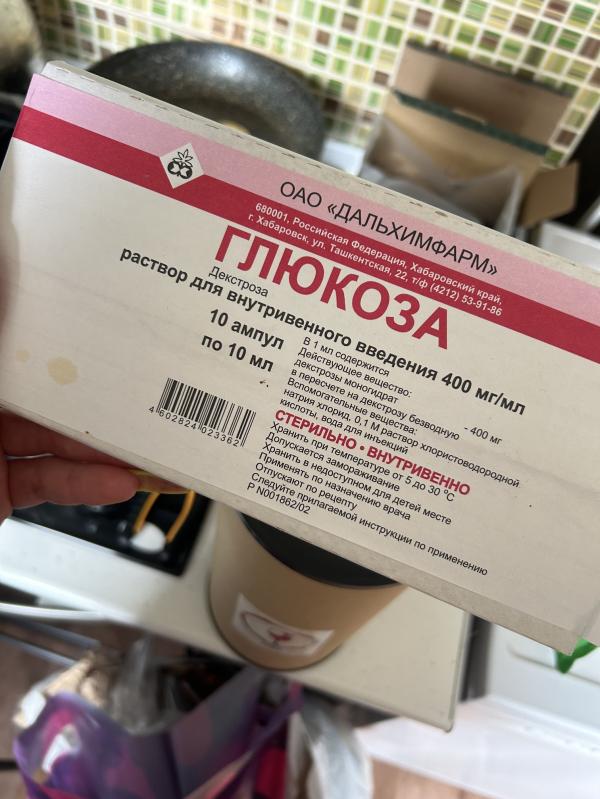 ОАО «ДАЛЬХИМФАРМ»
680001, Российская Федерация, Хабаровский край,
г. Хабаровск, ул. Ташкентская, 22, т/ф (4212) 53-91-86
ГЛЮКОЗА
Декстроза
раствор для внутривенного введения 400 мг/мл
10 ампул
по 10 мл
В 1 мл содержится
Действующее вещество:
декстрозы моногидрат
в пересчете на декстрозу безводную - 400 мг
Вспомогательные вещества:
натрия хлорид, 0,1 М раствор хлористоводородной
кислоты, вода для инъекций
СТЕРИЛЬНО • ВНУТРИВЕННО
Хранить при температуре от 5 до 30 °С
Допускается замораживание
Хранить в недоступном для детей месте
Применять по назначению врача
Отпускают по рецепту
Следуйте прилагаемой инструкции по применению
Р N001862/02
4 602824 023362